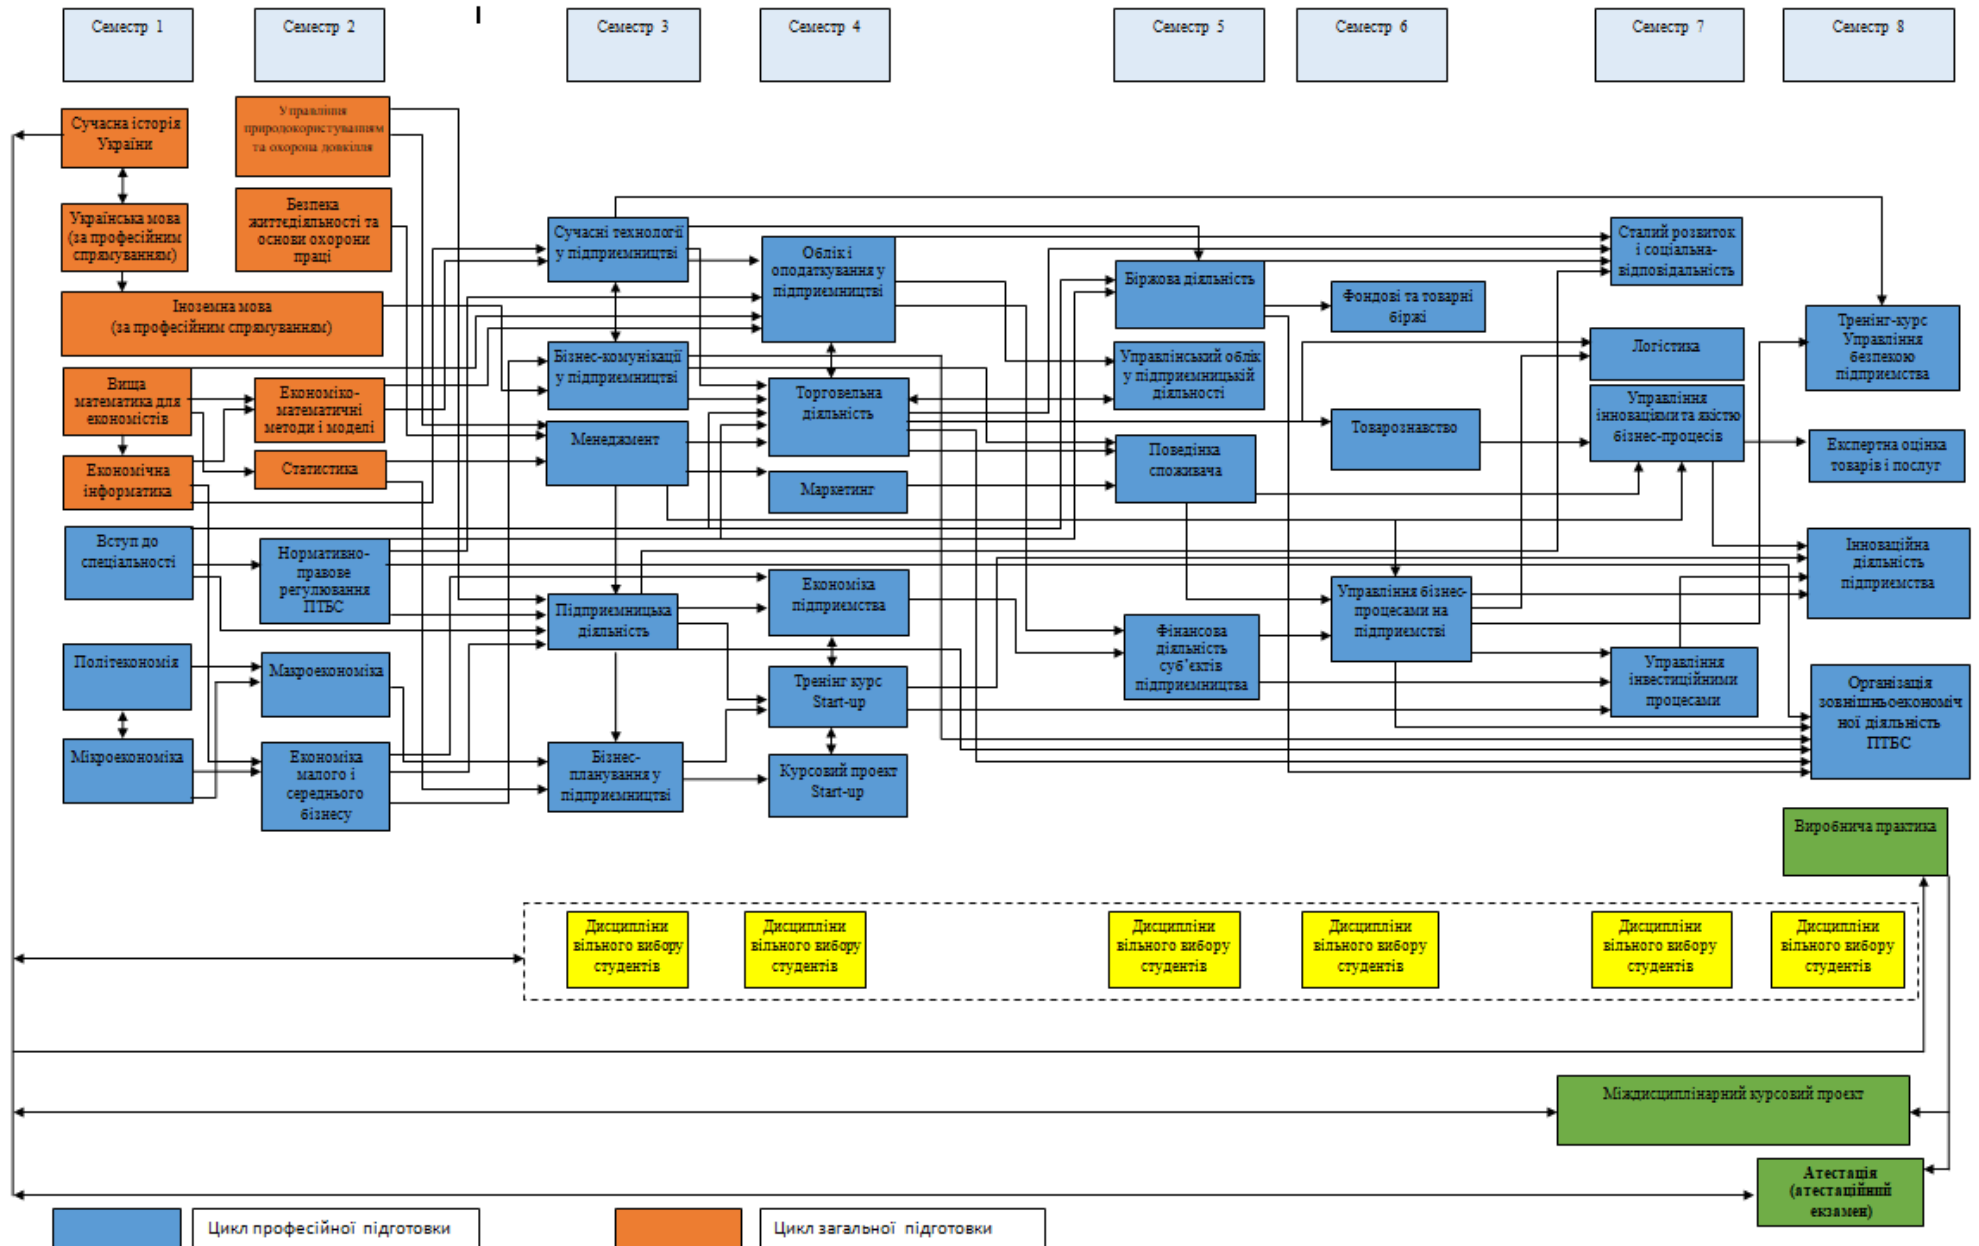 Семестр 1
Семестр 2
Семестр 3
Семестр 4
Семестр 5
Семестр 6
Семестр 7
Семестр 8
Сучасна історія
України
Українська мова
(за професійним
спрямуванням)
Іноземна мова
(за професійним спрямуванням)
Вища
математика для
економістів
Економічна
інформатика
Вступ до
спеціальності
Політекономія
Мікроекономіка
Управління
природокористуванням
та охорона довкілля
Безпека
життєдіяльності та
основи охорони
праці
Економіко-
математичні
методи і моделі
Статистика
Нормативно-
правове
регулювання
ПТБС
Макроекономіка
Економіка
малого і
середнього
бізнесу
Сучасні технології
у підприємництві
Бізнес-комунікації
у підприємництві
Менеджмент
Підприємницька
діяльність
Бізнес-
планування у
підприємництві
Облік і
оподаткування у
підприємництві
Торговельна
діяльність
Маркетинг
Економіка
підприємства
Тренінг курс
Start-up
Курсовий проект
Start-up
Біржова діяльність
Управлінський облік
у підприємницькій
діяльності
Поведінка
споживача
Фінансова
діяльність
суб’єктів
підприємництва
Фондові та товарні
біржі
Товарознавство
Управління бізнес-
процесами на
підприємстві
Сталий розвиток
і соціальна-
відповідальність
Логістика
Управління
інноваціями та якістю
бізнес-процесів
Управління
інвестиційними
процесами
Тренінг-курс
Управління
безпекою
підприємства
Експертна оцінка
товарів і послуг
Інноваційна
діяльність
підприємства
Організація
зовнішньоекономіч
ної діяльність
ПТБС
Виробнича практика
Дисципліни
вільного вибору
студентів
Дисципліни
вільного вибору
студентів
Дисципліни
вільного вибору
студентів
Дисципліни
вільного вибору
студентів
Дисципліни
вільного вибору
студентів
Дисципліни
вільного вибору
студентів
Міждисциплінарний курсовий проєкт
Атестація
(атестаційний
екзамен)
Цикл професійної підготовки
Цикл загальної підготовки